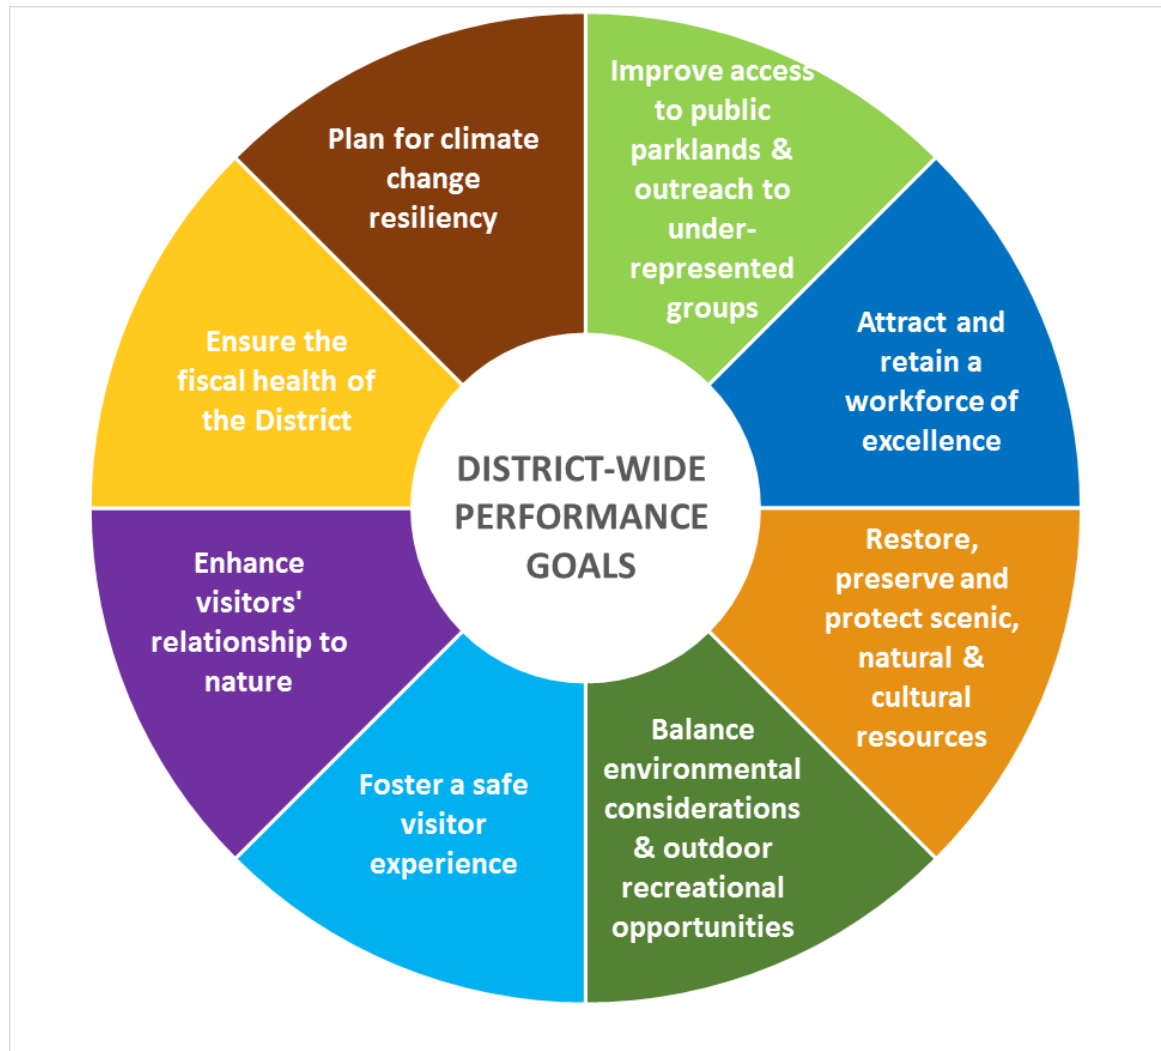 Improve access
to public
parklands &
outreach to
under-
represented
groups
Attract and
retain a
workforce of
excellence
Restore,
preserve and
protect scenic,
natural &
cultural
resources
Balance
environmental
considerations
& outdoor
recreational
opportunities
Foster a safe
visitor
experience
Enhance
visitors'
relationship to
nature
Ensure the
fiscal health of
the District
Plan for climate
change
resiliency
DISTRICT-WIDE
PERFORMANCE
GOALS